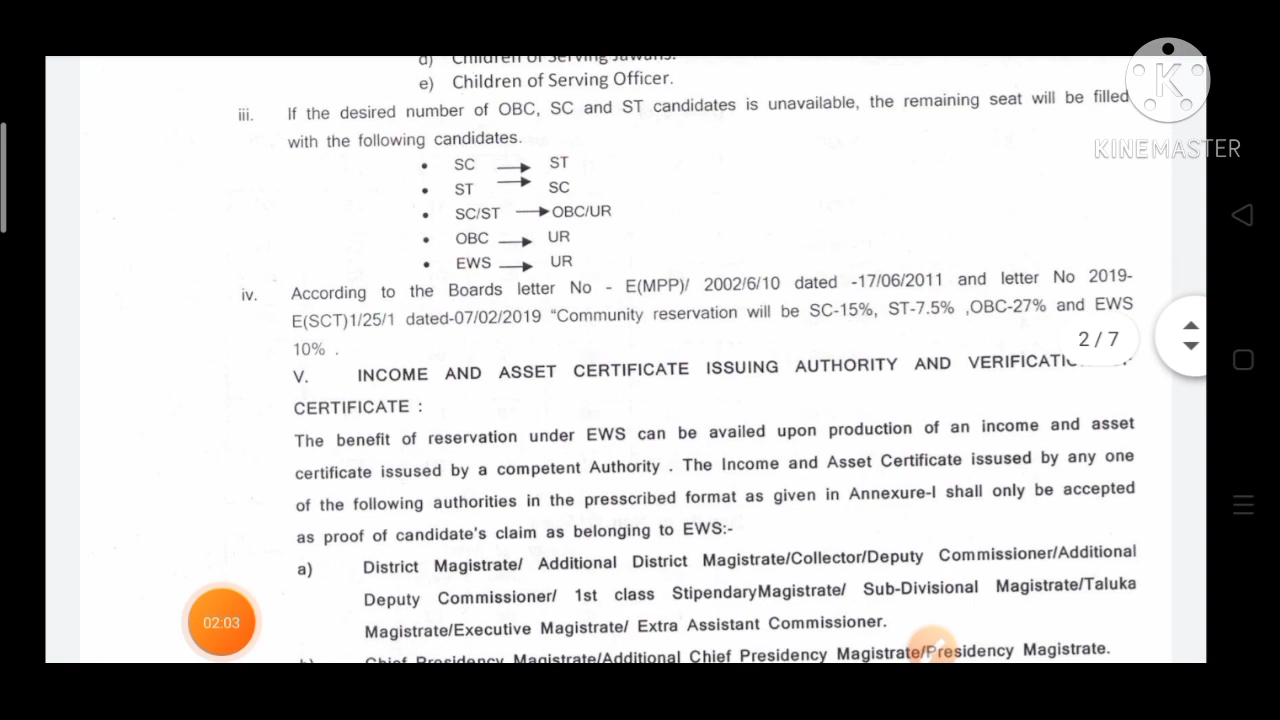 d) Children of Serving Jawans.
e) Children of Serving Officer.
iii. If the desired number of OBC, SC and ST candidates is unavailable, the remaining seat will be filled
with the following candidates.
• SC → ST
• ST → SC
• SC/ST → OBC/UR
• OBC → UR
• EWS → UR
iv. According to the Boards letter No - E(MPP)/ 2002/6/10 dated -17/06/2011 and letter No 2019-
E(SCT)1/25/1 dated-07/02/2019 “Community reservation will be SC-15%, ST-7.5% ,OBC-27% and EWS
10% .
V. INCOME AND ASSET CERTIFICATE ISSUING AUTHORITY AND
CERTIFICATE :
The benefit of reservation under EWS can be availed upon production of an income and asset
certificate issused by a competent Authority . The Income and Asset Certificate issused by any one
of the following authorities in the presscribed format as given in Annexure-I shall only be accepted
as proof of candidate's claim as belonging to EWS:-
a) District Magistrate/ Additional District Magistrate/Collector/Deputy Commissioner/Additional
Deputy Commissioner/ 1st class StipendaryMagistrate/ Sub-Divisional Magistrate/Taluka
Magistrate/Executive Magistrate/ Extra Assistant Commissioner.
b) Chief Presidency Magistrate/Additional Chief Presidency Magistrate/Presidency Magistrate.
K
KINEMASTER
2 / 7
02:03